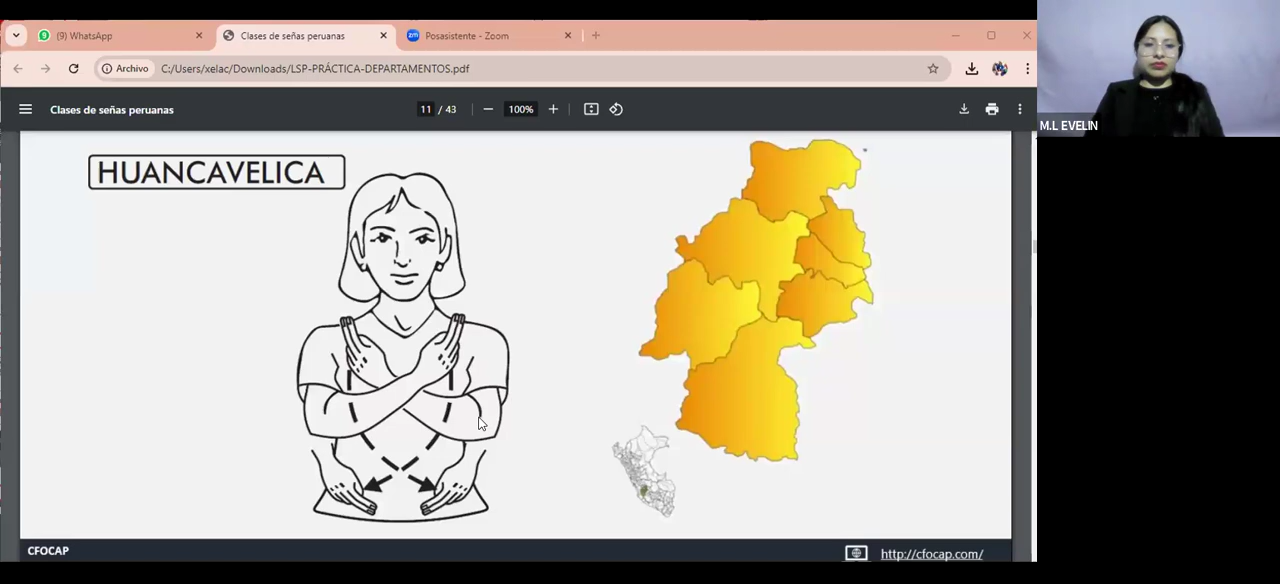 (9) WhatsApp
Clases de señas peruanas
Posasistente - Zoom
Archivo
C:/Users/xelac/Downloads/LSP-PRÁCTICA-DEPARTAMENTOS.pdf
Clases de señas peruanas
11 / 43
100%
HUANCAVELICA
M.L EVELIN
CFOCAP
http://cfocap.com/